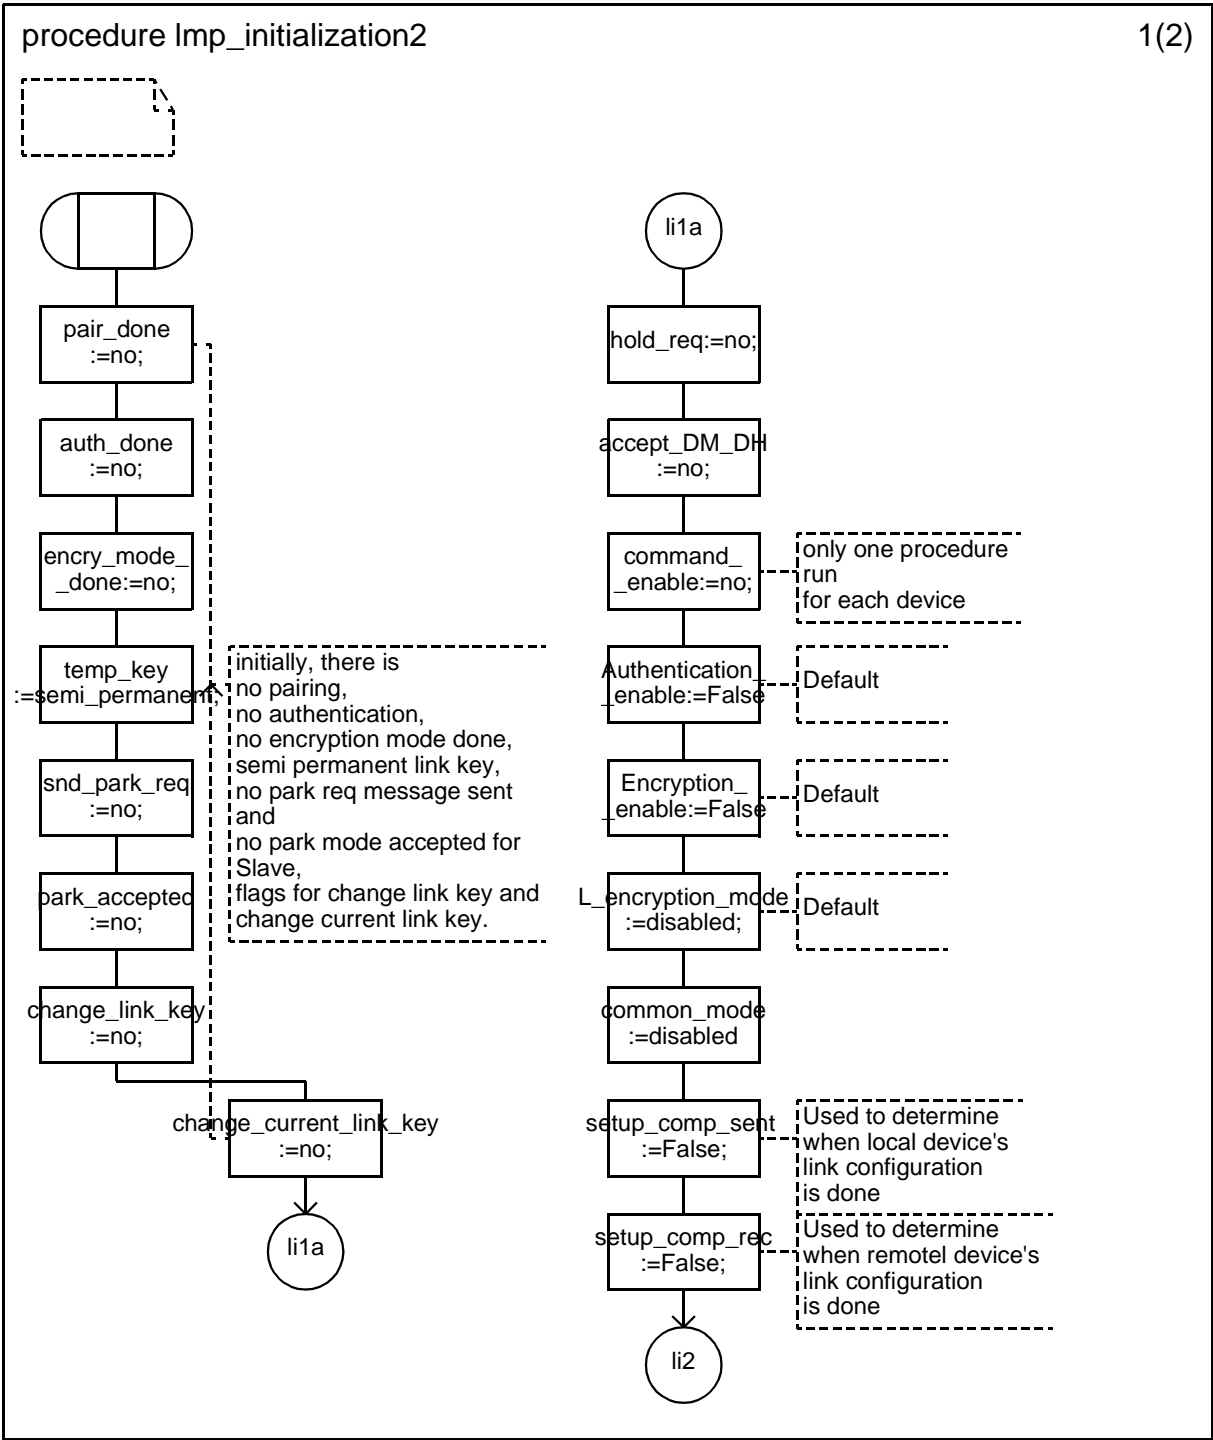 procedure lmp_initialization2
1(2)
pair_done
:=no;
auth_done
:=no;
encry_mode_
_done:=no;
temp_key
:=semi_permanent;
snd_park_req
:=no;
park_accepted
:=no;
change_link_key
:=no;
change_current_link_key
:=no;
li1a
initially, there is
no pairing,
no authentication,
no encryption mode done,
semi permanent link key,
no park req message sent
and
no park mode accepted for
Slave,
flags for change link key and
change current link key.
li1a
hold_req:=no;
accept_DM_DH
:=no;
command_
_enable:=no;
only one procedure
run
for each device
Authentication_
_enable:=False
Default
Encryption_
_enable:=False
Default
L_encryption_mode
:=disabled;
Default
common_mode
:=disabled
setup_comp_sent
:=False;
Used to determine
when local device's
link configuration
is done
setup_comp_rec
:=False;
Used to determine
when remotel device's
link configuration
is done
li2